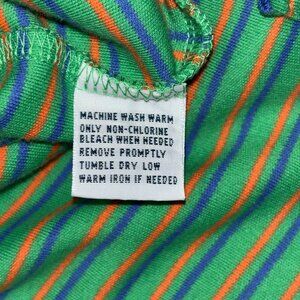 MACHINE WASH WARM
ONLY NON-CHLORINE
BLEACH WHEN NEEDED
REMOVE PROMPTLY
TUMBLE DRY LOW
WARM IRON IF NEEDED